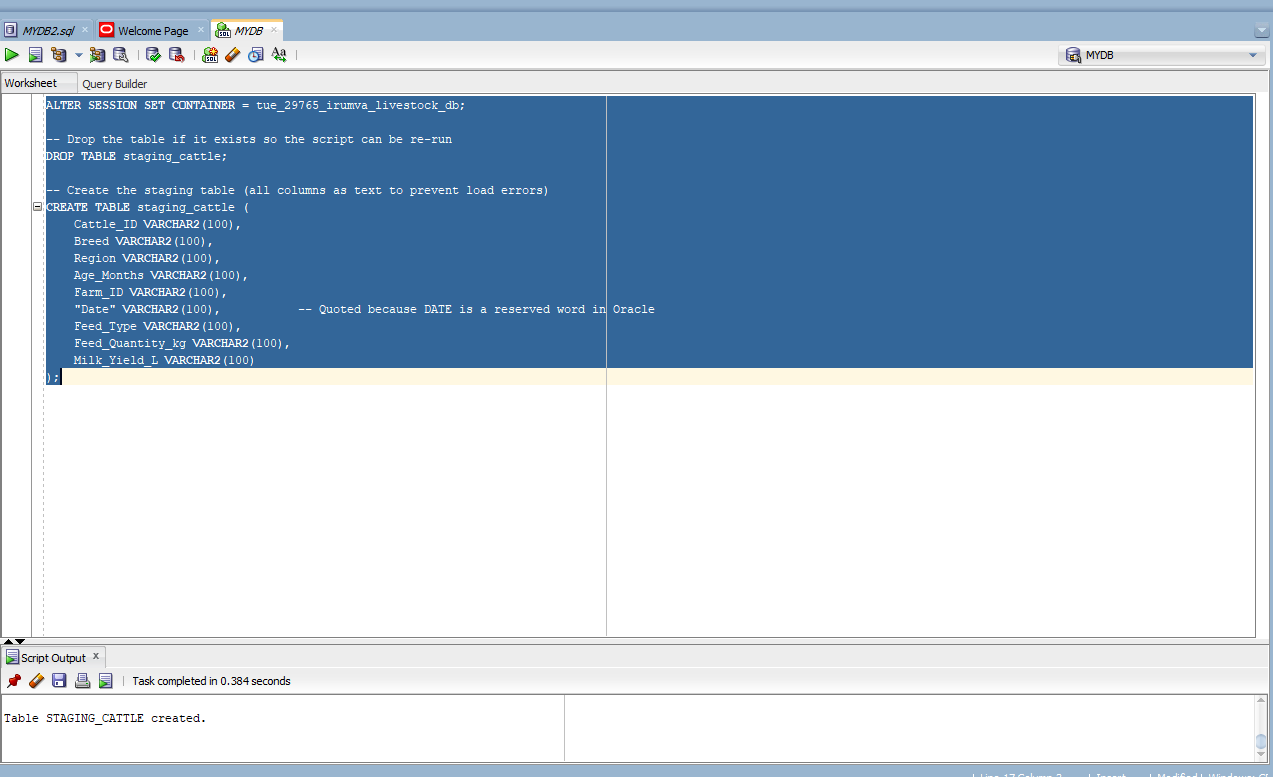 MYDB2.sql
Welcome Page
MYDB
MYDB
Worksheet
Query Builder
ALTER SESSION SET CONTAINER = tue_29765_irumva_livestock_db;
-- Drop the table if it exists so the script can be re-run
DROP TABLE staging_cattle;
-- Create the staging table (all columns as text to prevent load errors)
CREATE TABLE staging_cattle (
Cattle_ID VARCHAR2(100),
Breed VARCHAR2(100),
Region VARCHAR2(100),
Age_Months VARCHAR2(100),
Farm_ID VARCHAR2(100),
"Date" VARCHAR2(100), -- Quoted because DATE is a reserved word in Oracle
Feed_Type VARCHAR2(100),
Feed_Quantity_kg VARCHAR2(100),
Milk_Yield_L VARCHAR2(100)
);
Script Output
Task completed in 0.384 seconds
Table STAGING_CATTLE created.